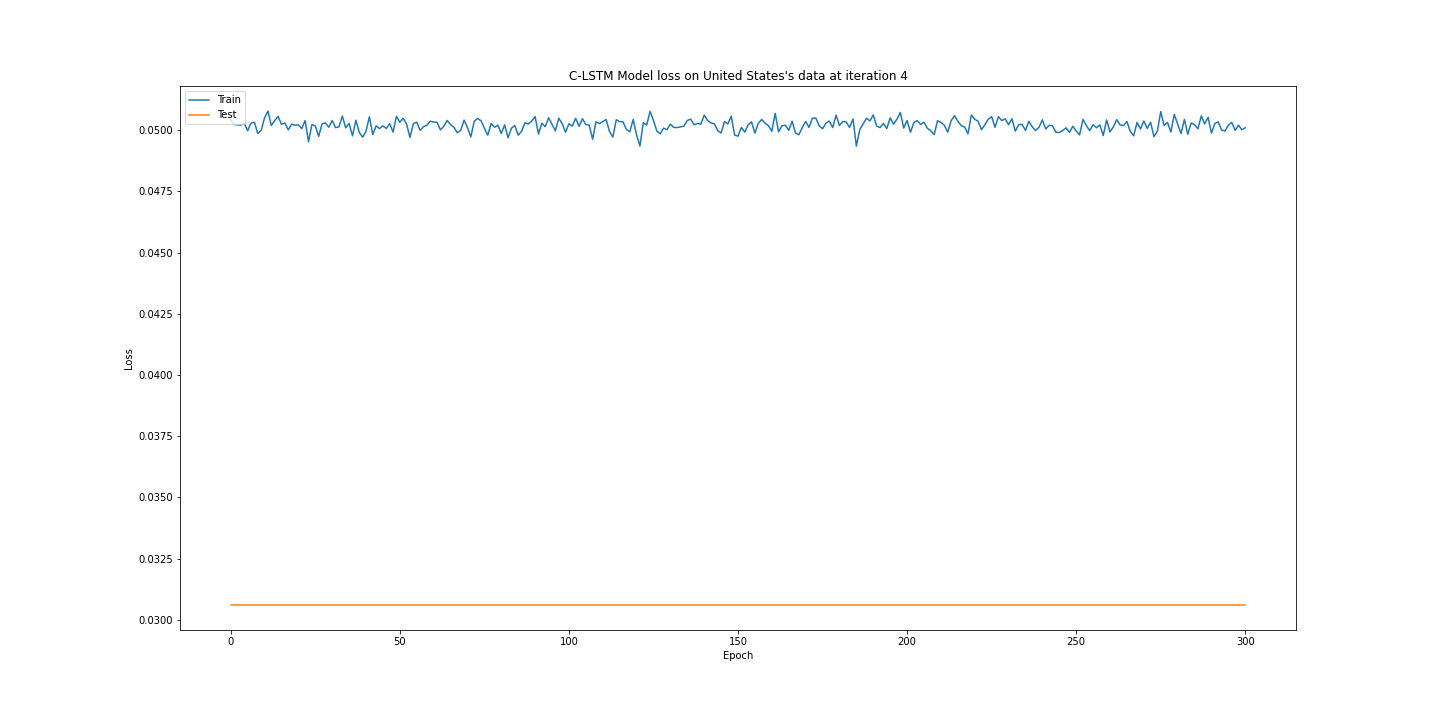 C-LSTM Model loss on United States's data at iteration 4
Train
Test
0.0500
0.0475
0.0450
0.0425
0.0400
0.0375
0.0350
0.0325
0.0300
Loss
0 50 100 150 200 250 300
Epoch